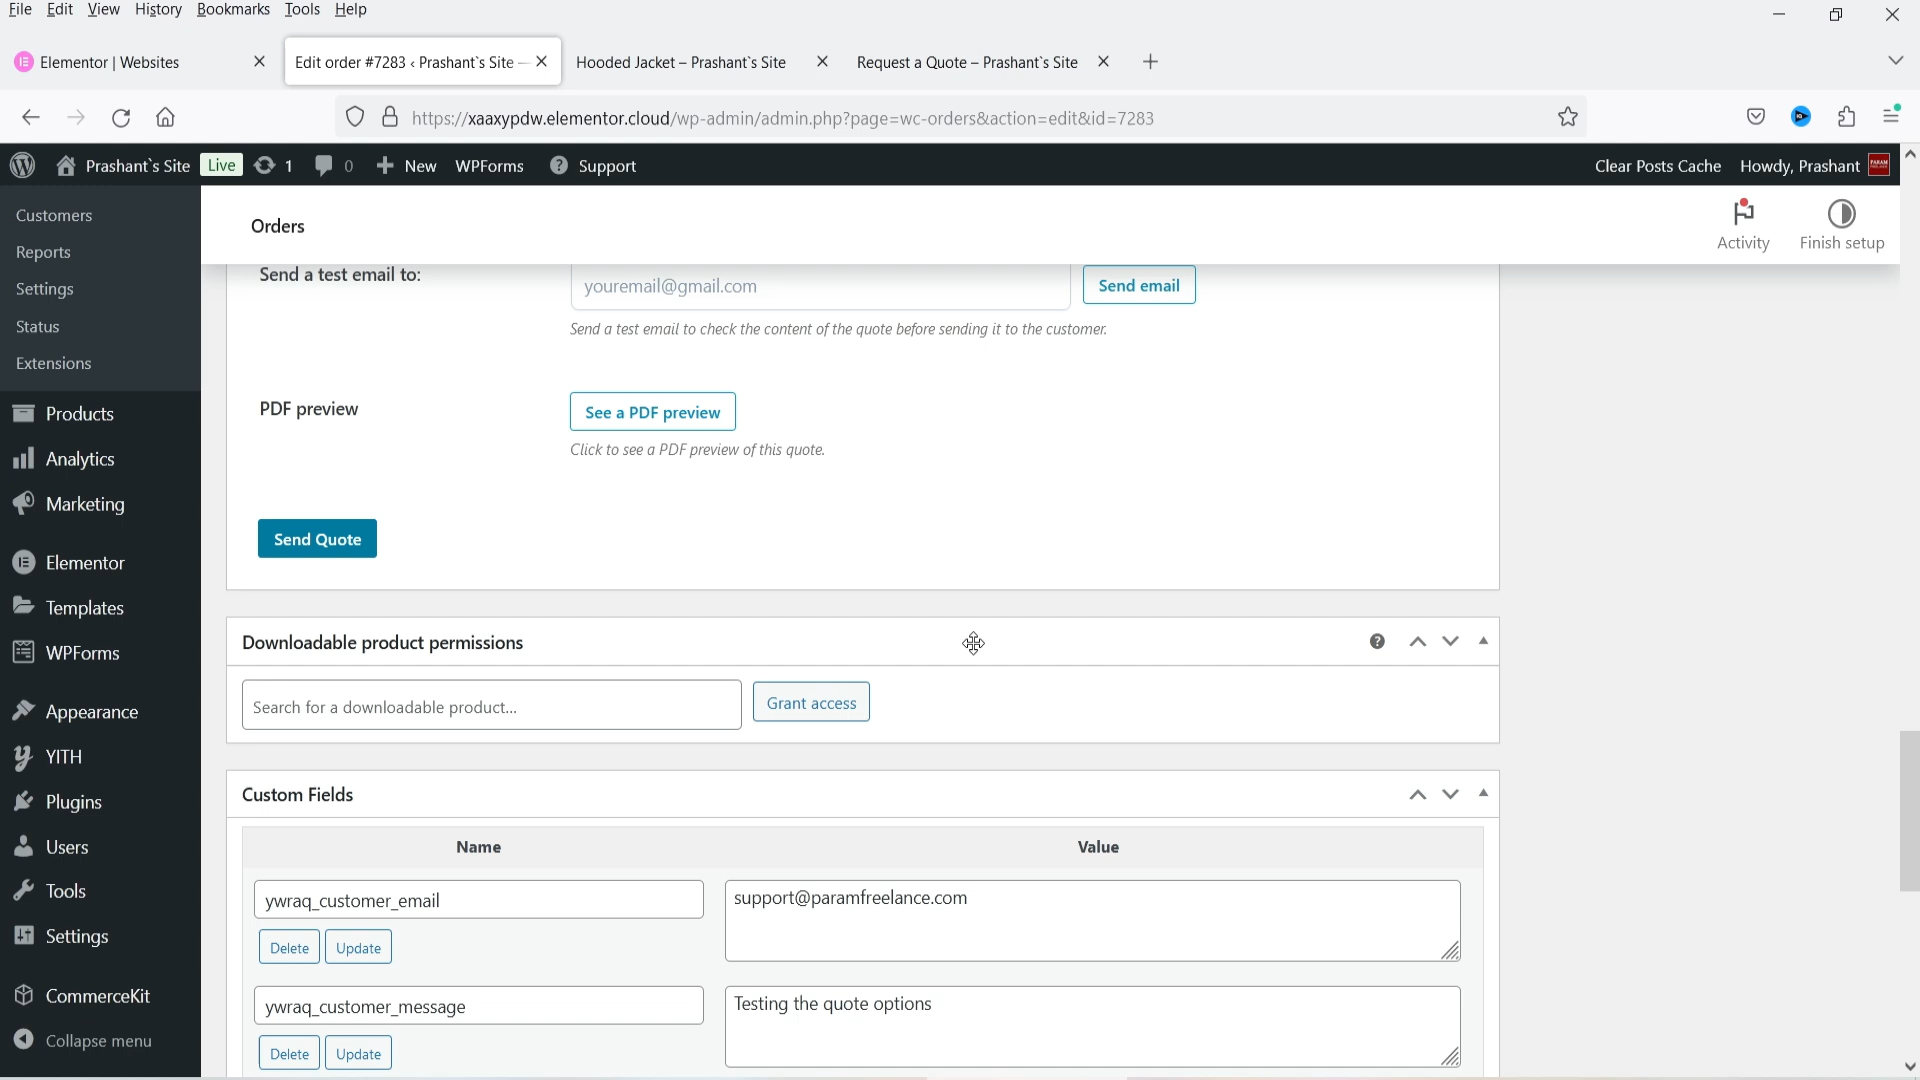 File Edit View History Bookmarks Tools Help
Elementor | Websites
Edit order #7283 ‹ Prashant`s Site —
Hooded Jacket – Prashant`s Site
Request a Quote – Prashant`s Site
https://xaaxypdw.elementor.cloud/wp-admin/admin.php?page=wc-orders&action=edit&id=7283
Prashant`s Site Live 1 0 New WPForms Support Clear Posts Cache Howdy, Prashant
Customers
Reports
Settings
Status
Extensions
Products
Analytics
Marketing
Elementor
Templates
WPForms
Appearance
YITH
Plugins
Users
Tools
Settings
CommerceKit
Collapse menu
Orders
Activity
Finish setup
Send a test email to:
youremail@gmail.com
Send email
Send a test email to check the content of the quote before sending it to the customer.
PDF preview
See a PDF preview
Click to see a PDF preview of this quote.
Send Quote
Downloadable product permissions
Search for a downloadable product...
Grant access
Custom Fields
Name Value
ywraq_customer_email
support@paramfreelance.com
Delete Update
ywraq_customer_message
Testing the quote options
Delete Update